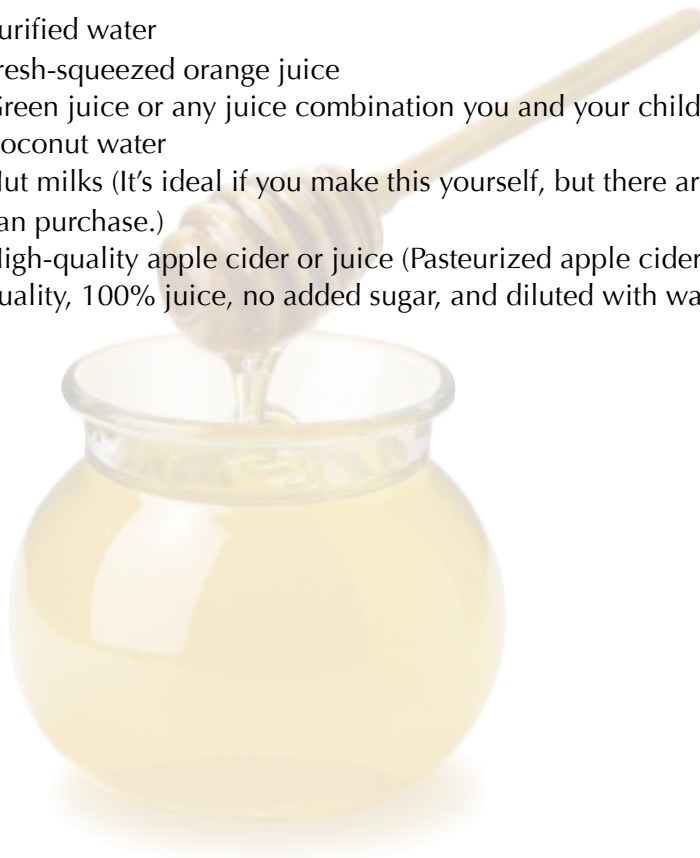 urified water
resh-squeezed orange juice
Green juice or any juice combination you and your child
oconut water
Nut milks (It’s ideal if you make this yourself, but there ar
an purchase.)
High-quality apple cider or juice (Pasteurized apple cider
uality, 100% juice, no added sugar, and diluted with wa